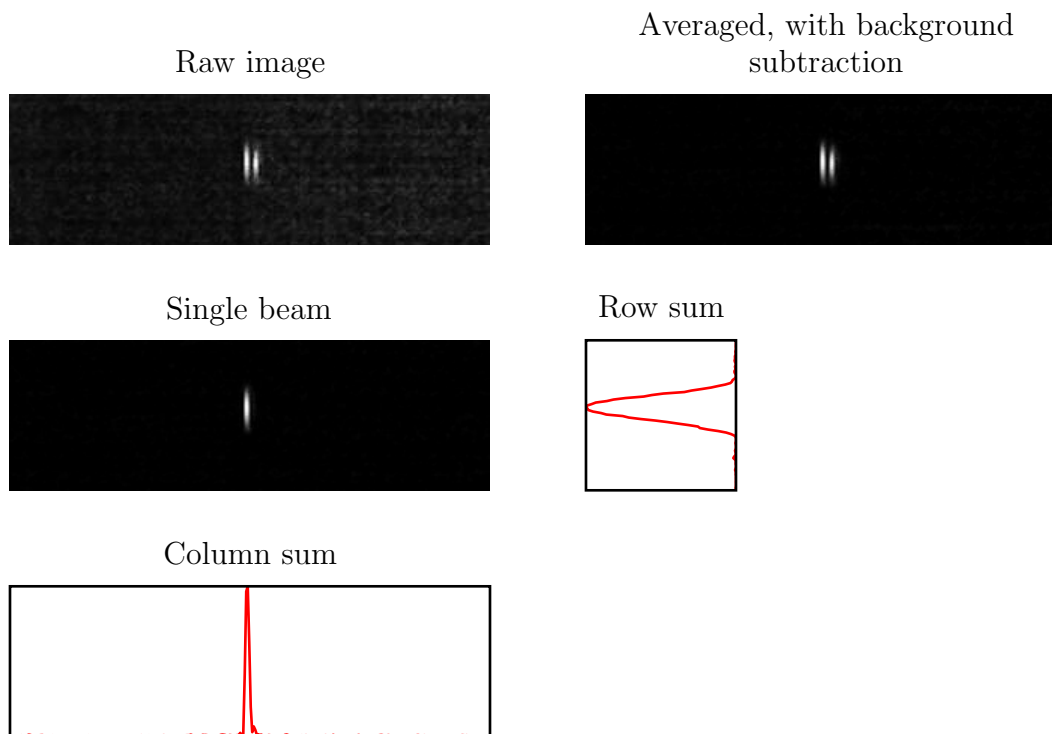 Raw image
Averaged, with background
subtraction
Single beam
Row sum
Column sum